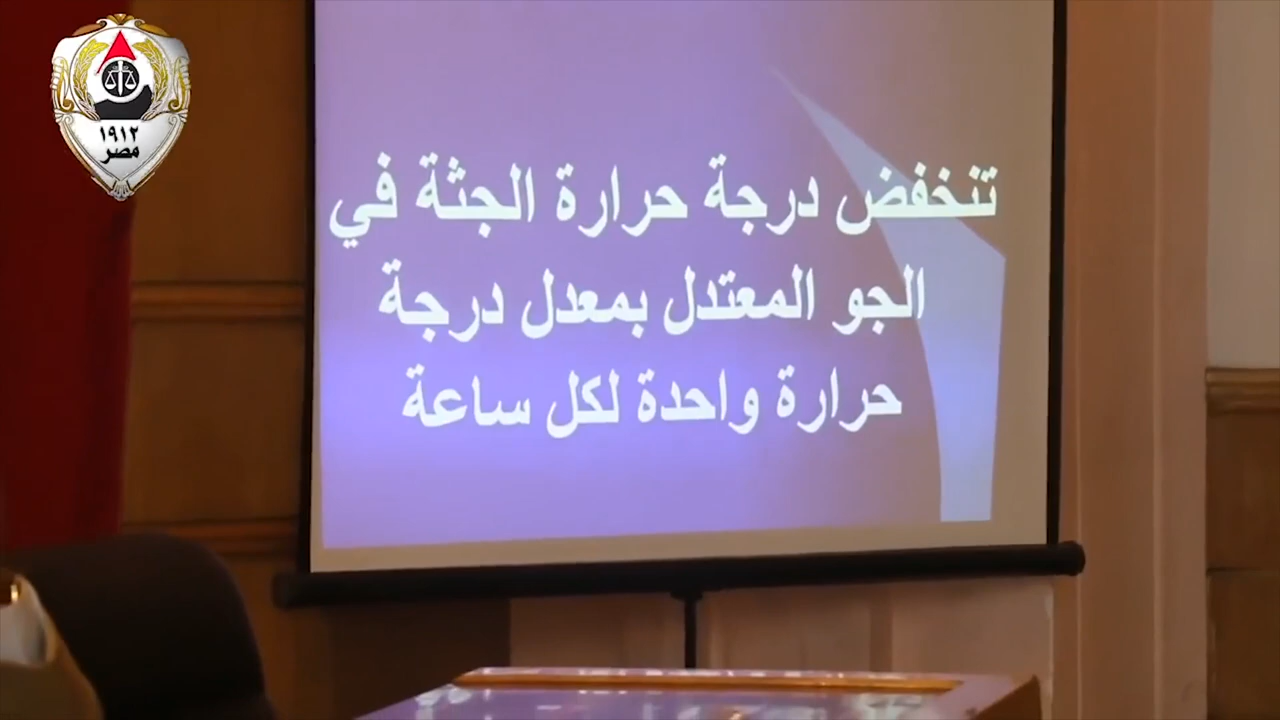 ١٩١٢
مصر
تنخفض درجة حرارة الجثة في
الجو المعتدل بمعدل درجة
حرارة واحدة لكل ساعة